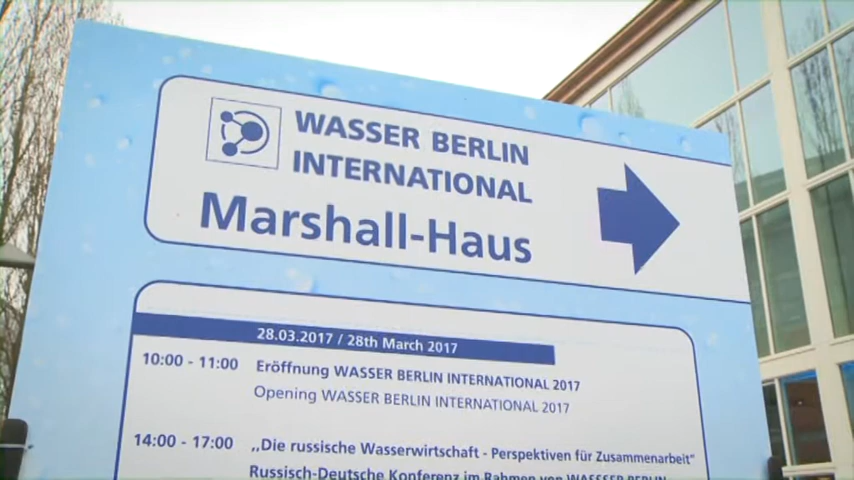 WASSER BERLIN
INTERNATIONAL
Marshall-Haus
28.03.2017 / 28th March 2017
10:00 - 11:00 Eröffnung WASSER BERLIN INTERNATIONAL 2017
Opening WASSER BERLIN INTERNATIONAL 2017
14:00 - 17:00 „Die russische Wasserwirtschaft - Perspektiven für Zusammenarbeit“
Russisch-Deutsche Konferenz im Rahmen von WASSSER BERLIN